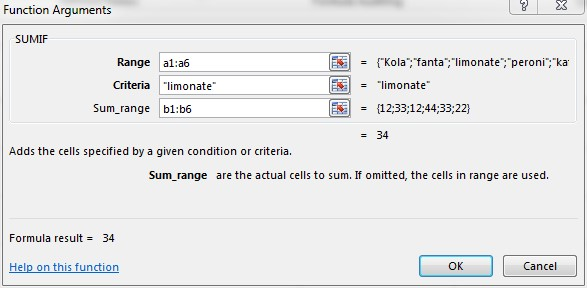 Function Arguments
SUMIF
Range a1:a6 = {"Kola";"fanta";"limonate";"peroni";"ka
Criteria "limonate" = "limonate"
Sum_range b1:b6 = {12;33;12;44;33;22}
= 34
Adds the cells specified by a given condition or criteria.
Sum_range are the actual cells to sum. If omitted, the cells in range are used.
Formula result = 34
Help on this function
OK Cancel